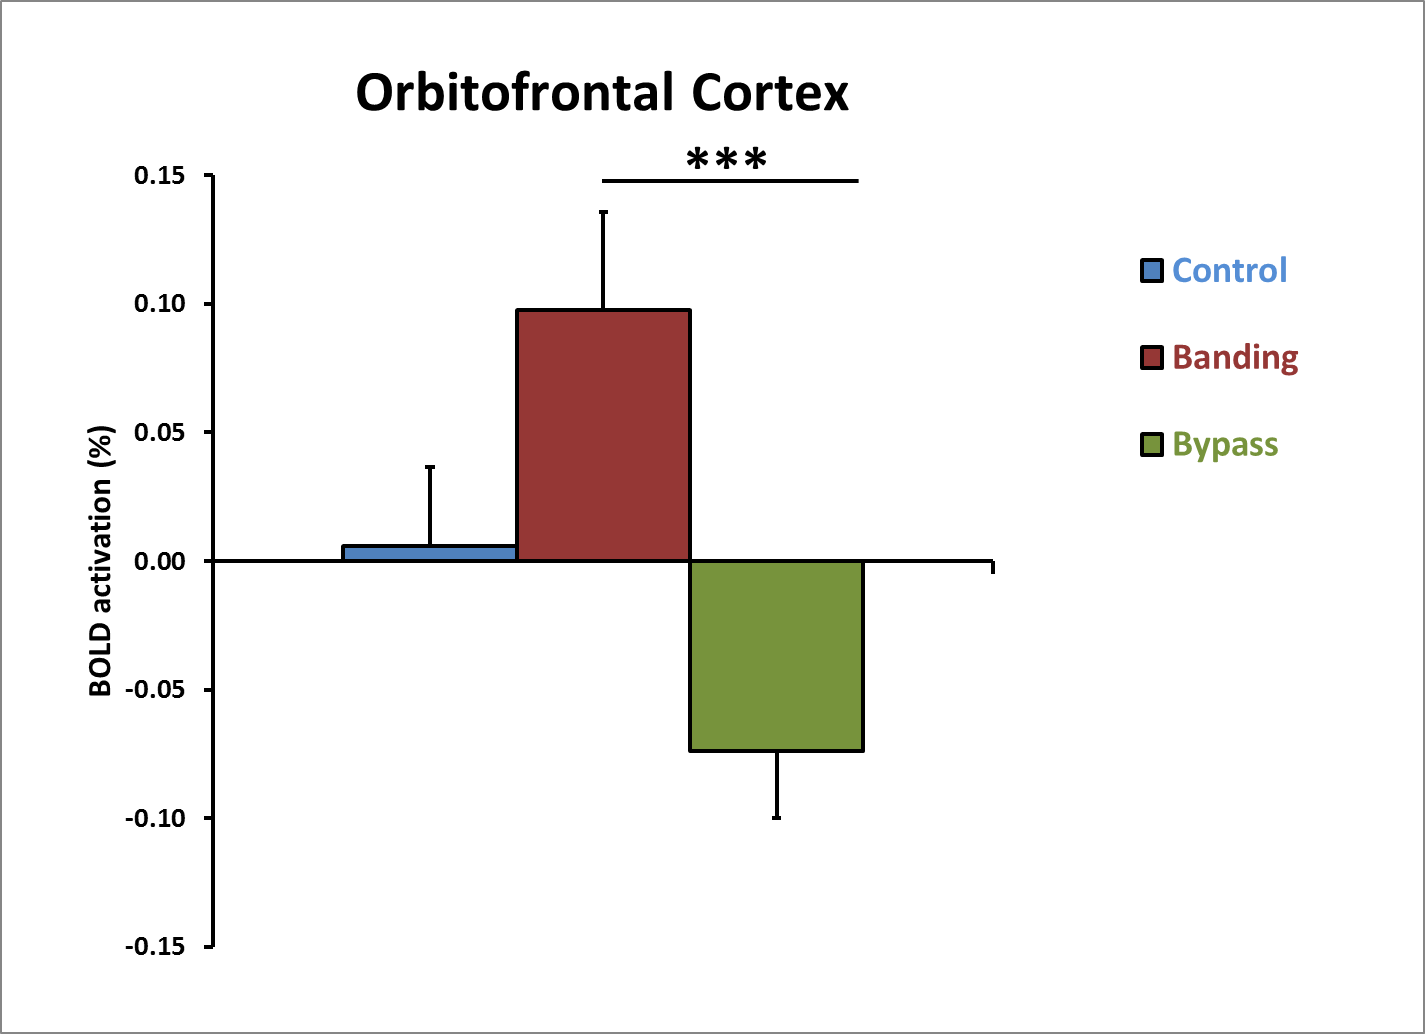 Orbitofrontal Cortex
***
0.15
0.10
0.05
0.00
-0.05
-0.10
-0.15
BOLD activation (%)
Control
Banding
Bypass